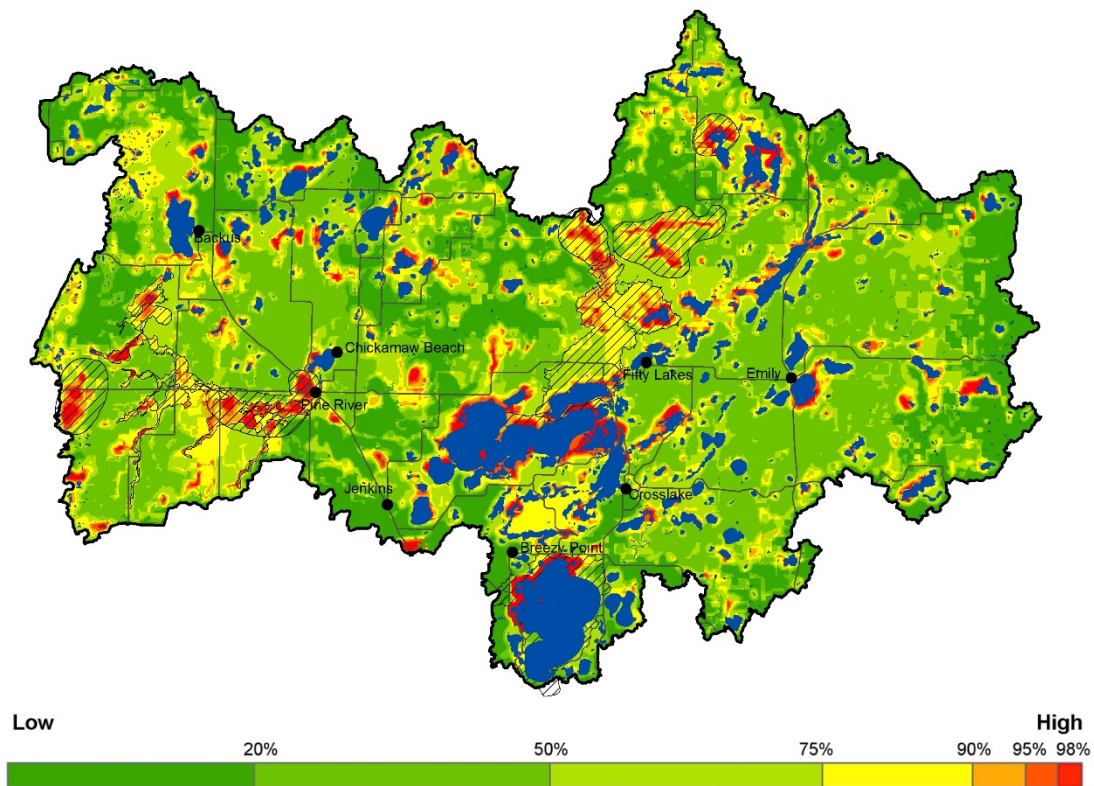 Backus
Chickamaw Beach
Fifty Lakes
Emily
Pine River
Jenkins
Crosslake
Breezy Point
Low
High
20%
50%
75%
90%
95%
98%